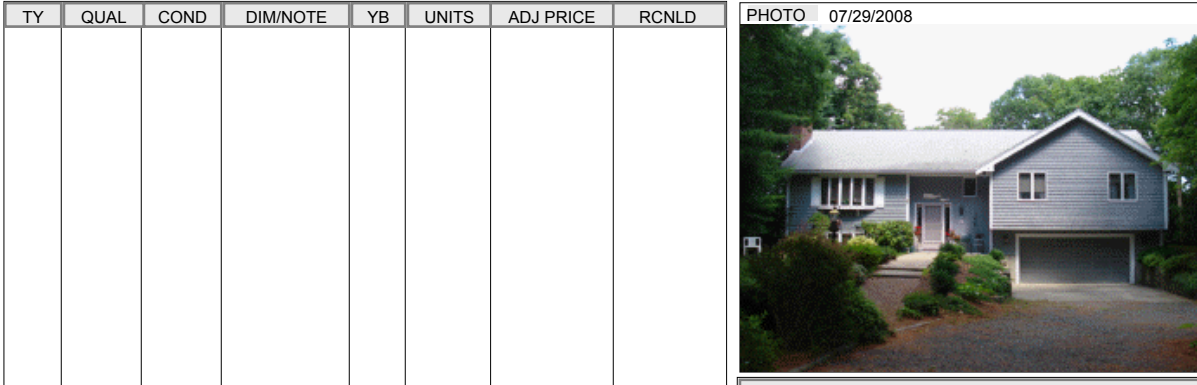 TY QUAL COND DIM/NOTE YB UNITS ADJ PRICE RCNLD
PHOTO 07/29/2008